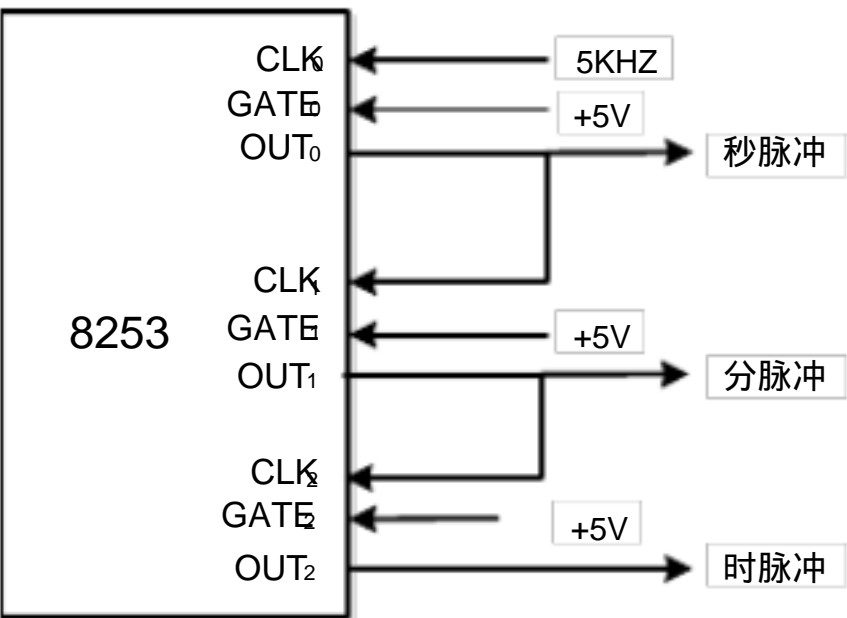 CLK0
5KHZ
GATE0
+5V
OUT0
秒脉冲
CLK1
8253
GATE1
+5V
OUT1
分脉冲
CLK2
GATE2
+5V
OUT2
时脉冲